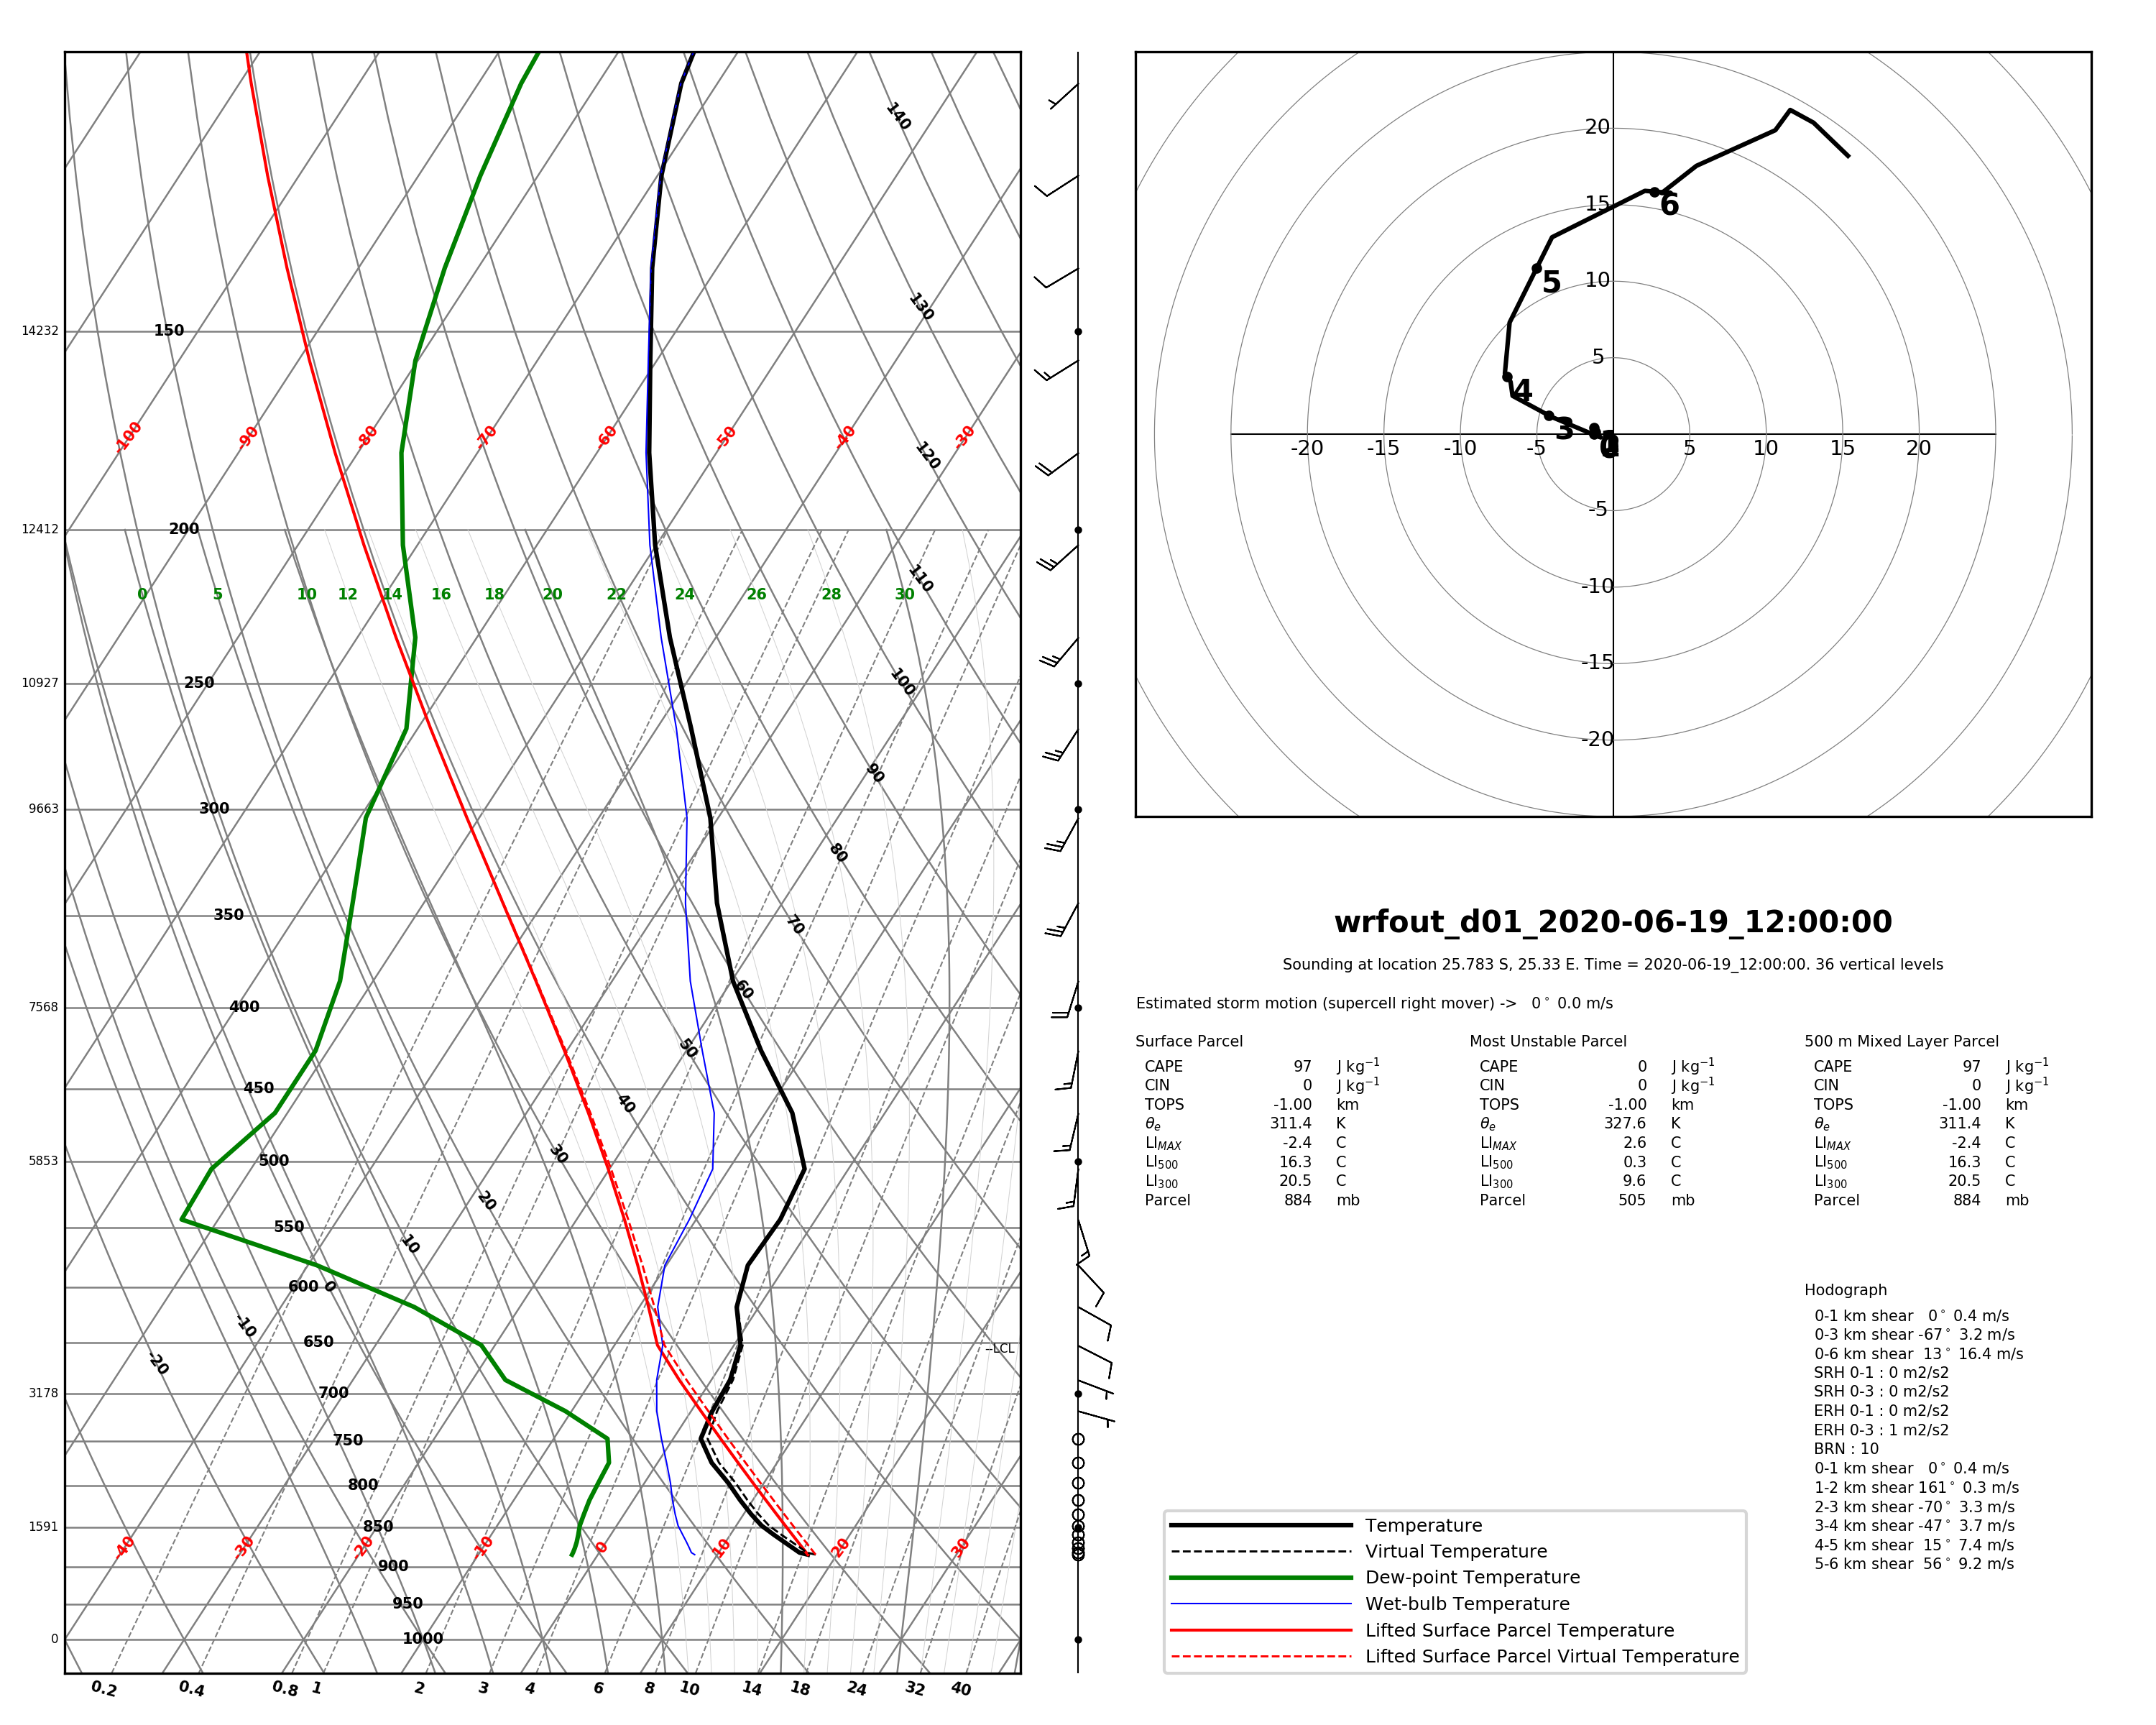 140
130
14232 150
-100 -90 -80 -70 -60 -50 -40 -30
120
12412 200
110
0 5 10 12 14 16 18 20 22 24 26 28 30
10927 250
100
90
9663 300
80
350
70
60
7568 400
50
450
40
5853 500
30
20
550
10
600 0
-10
650
--LCL
-20
3178 700
750
800
1591 850
-40 -30 -20 -10 0 10 20 30
900
950
0 1000
0.2 0.4 0.8 1 2 3 4 6 8 10 14 18 24 32 40
20
15
6
10
5
5
4
3
-20 -15 -10 -5 5 10 15 20
-5
-10
-15
-20
wrfout_d01_2020-06-19_12:00:00
Sounding at location 25.783 S, 25.33 E. Time = 2020-06-19_12:00:00. 36 vertical levels
Estimated storm motion (supercell right mover) -> 0° 0.0 m/s
Surface Parcel
CAPE 97 J kg⁻¹
CIN 0 J kg⁻¹
TOPS -1.00 km
θe 311.4 K
LIMAX -2.4 C
LI500 16.3 C
LI300 20.5 C
Parcel 884 mb
Most Unstable Parcel
CAPE 0 J kg⁻¹
CIN 0 J kg⁻¹
TOPS -1.00 km
θe 327.6 K
LIMAX 2.6 C
LI500 0.3 C
LI300 9.6 C
Parcel 505 mb
500 m Mixed Layer Parcel
CAPE 97 J kg⁻¹
CIN 0 J kg⁻¹
TOPS -1.00 km
θe 311.4 K
LIMAX -2.4 C
LI500 16.3 C
LI300 20.5 C
Parcel 884 mb
Hodograph
0-1 km shear 0° 0.4 m/s
0-3 km shear -67° 3.2 m/s
0-6 km shear 13° 16.4 m/s
SRH 0-1 : 0 m2/s2
SRH 0-3 : 0 m2/s2
ERH 0-1 : 0 m2/s2
ERH 0-3 : 1 m2/s2
BRN : 10
0-1 km shear 0° 0.4 m/s
1-2 km shear 161° 0.3 m/s
2-3 km shear -70° 3.3 m/s
3-4 km shear -47° 3.7 m/s
4-5 km shear 15° 7.4 m/s
5-6 km shear 56° 9.2 m/s
Temperature
Virtual Temperature
Dew-point Temperature
Wet-bulb Temperature
Lifted Surface Parcel Temperature
Lifted Surface Parcel Virtual Temperature